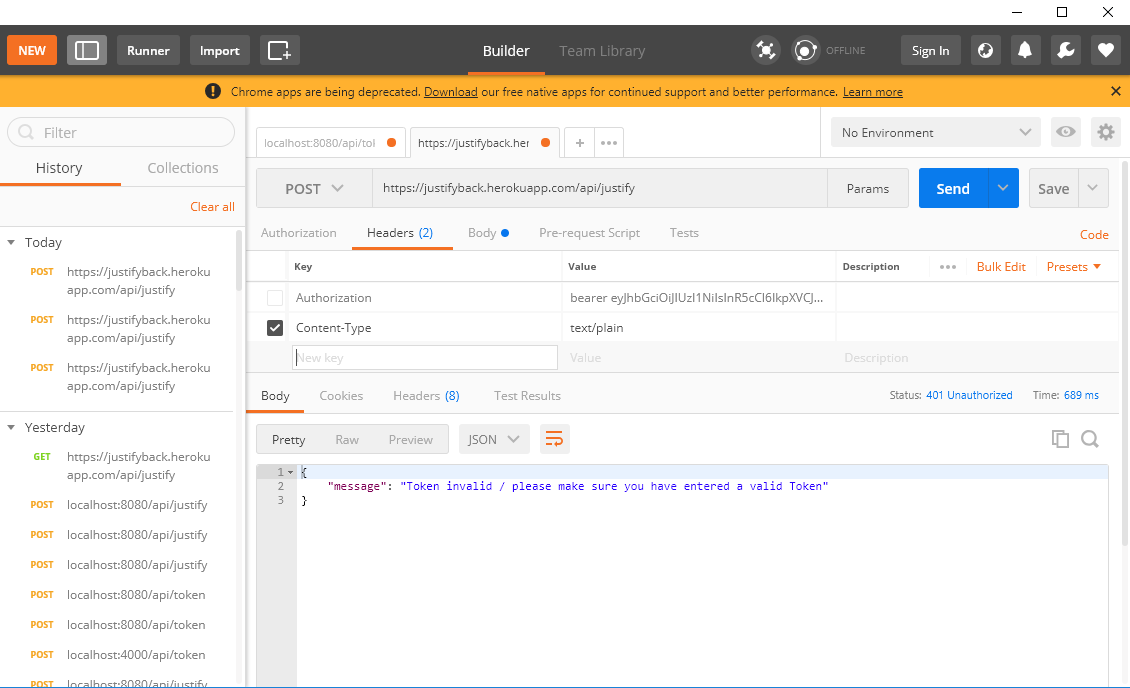 NEW
Runner
Import
Builder
Team Library
OFFLINE
Sign In
Chrome apps are being deprecated. Download our free native apps for continued support and better performance. Learn more
Filter
History
Collections
Clear all
Today
POST https://justifyback.heroku
app.com/api/justify
POST https://justifyback.heroku
app.com/api/justify
POST https://justifyback.heroku
app.com/api/justify
Yesterday
GET https://justifyback.heroku
app.com/api/justify
POST localhost:8080/api/justify
POST localhost:8080/api/justify
POST localhost:8080/api/justify
POST localhost:8080/api/token
POST localhost:8080/api/token
POST localhost:4000/api/token
POST localhost:8080/api/justify
localhost:8080/api/tol
https://justifyback.her
No Environment
POST
https://justifyback.herokuapp.com/api/justify
Params
Send
Save
Authorization
Headers (2)
Body
Pre-request Script
Tests
Code
Key
Value
Description
Bulk Edit
Presets
Authorization
bearer eyJhbGciOiJIUzI1NiIsInR5cCI6IkpXVCJ...
Content-Type
text/plain
New key
Value
Description
Body
Cookies
Headers (8)
Test Results
Status: 401 Unauthorized
Time: 689 ms
Pretty
Raw
Preview
JSON
1 {
2 "message": "Token invalid / please make sure you have entered a valid Token"
3 }